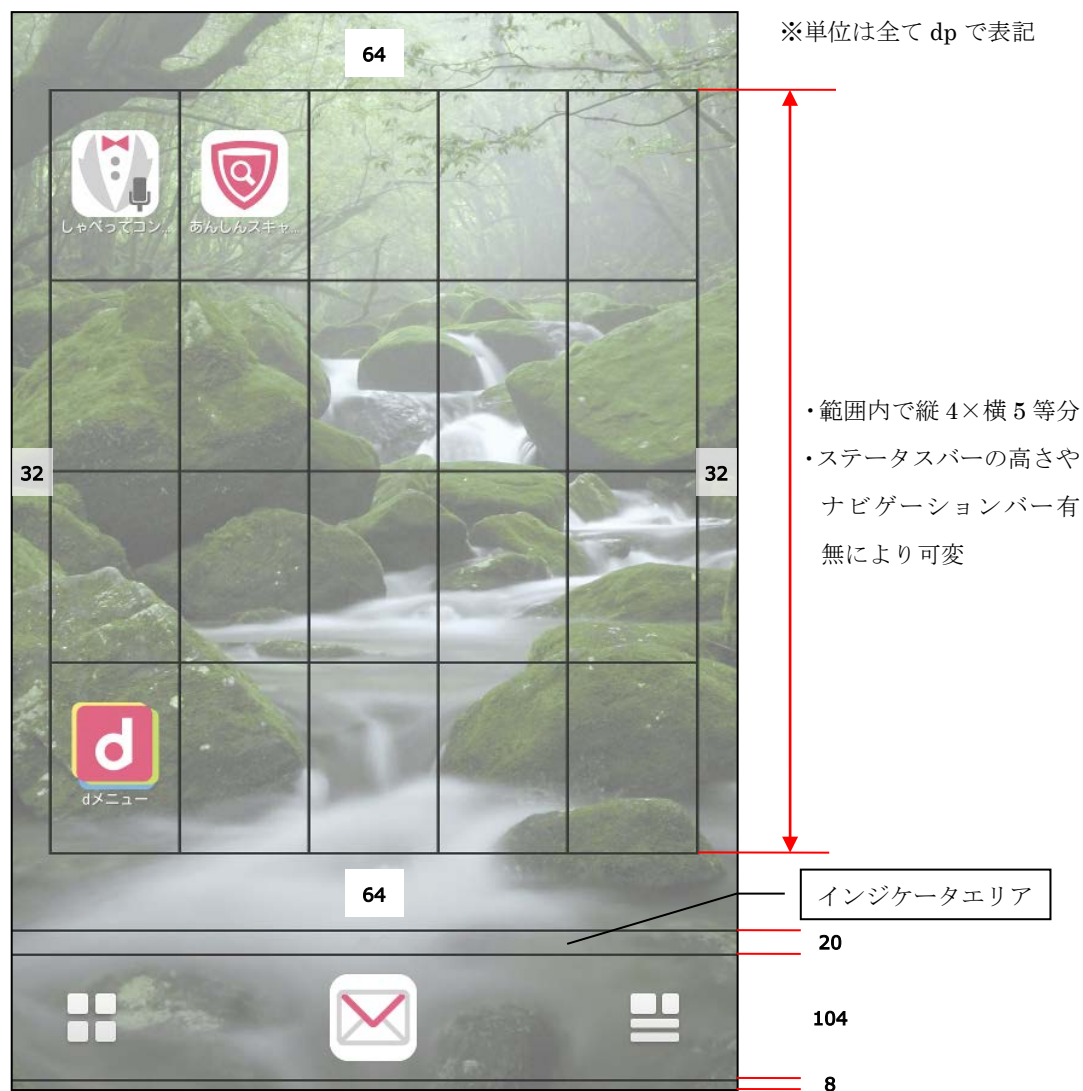 ※単位は全て dp で表記
64
しゃべってコン...
あんしんスキャ...
・範囲内で縦 4×横 5 等分
・ステータスバーの高さや
ナビゲーションバー有
無により可変
32
32
d
dメニュー
64
インジケータエリア
20
104
8